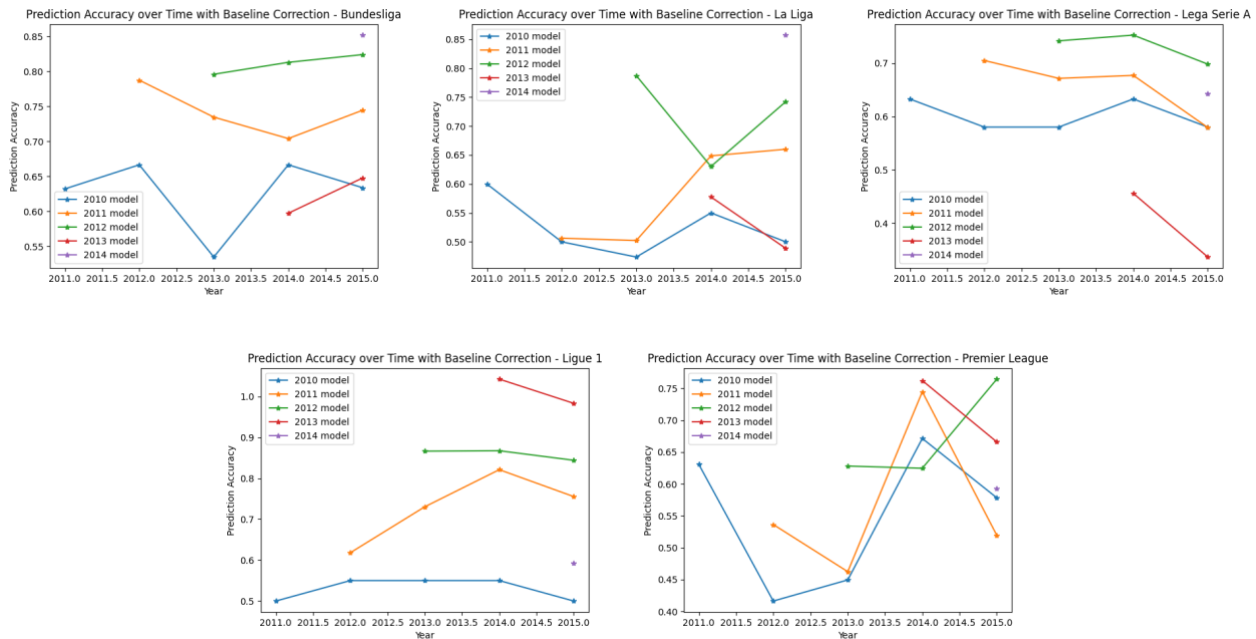 Prediction Accuracy over Time with Baseline Correction - Bundesliga
Prediction Accuracy
0.85
0.80
0.75
0.70
0.65
0.60
0.55
2010 model
2011 model
2012 model
2013 model
2014 model
2011.0 2011.5 2012.0 2012.5 2013.0 2013.5 2014.0 2014.5 2015.0
Year
Prediction Accuracy over Time with Baseline Correction - La Liga
Prediction Accuracy
0.85
0.80
0.75
0.70
0.65
0.60
0.55
0.50
2010 model
2011 model
2012 model
2013 model
2014 model
2011.0 2011.5 2012.0 2012.5 2013.0 2013.5 2014.0 2014.5 2015.0
Year
Prediction Accuracy over Time with Baseline Correction - Lega Serie A
Prediction Accuracy
0.7
0.6
0.5
0.4
2010 model
2011 model
2012 model
2013 model
2014 model
2011.0 2011.5 2012.0 2012.5 2013.0 2013.5 2014.0 2014.5 2015.0
Year
Prediction Accuracy over Time with Baseline Correction - Ligue 1
Prediction Accuracy
1.0
0.9
0.8
0.7
0.6
0.5
2010 model
2011 model
2012 model
2013 model
2014 model
2011.0 2011.5 2012.0 2012.5 2013.0 2013.5 2014.0 2014.5 2015.0
Year
Prediction Accuracy over Time with Baseline Correction - Premier League
Prediction Accuracy
0.75
0.70
0.65
0.60
0.55
0.50
0.45
0.40
2010 model
2011 model
2012 model
2013 model
2014 model
2011.0 2011.5 2012.0 2012.5 2013.0 2013.5 2014.0 2014.5 2015.0
Year